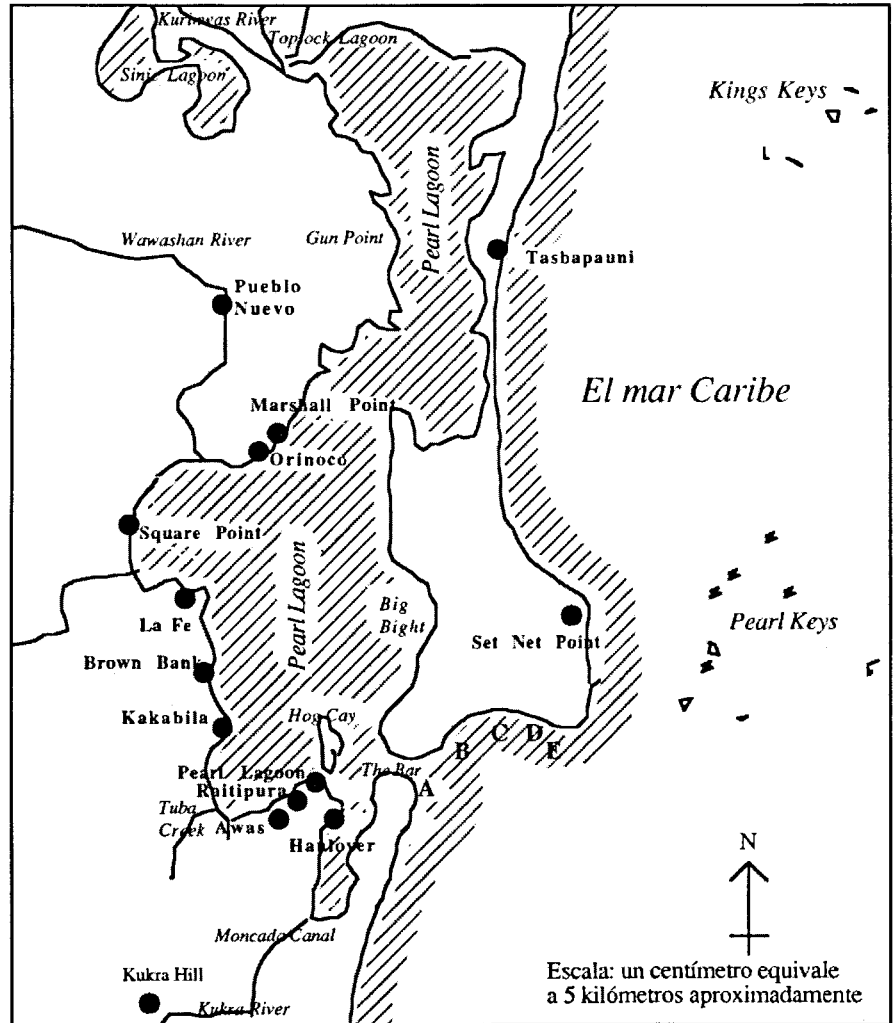 Kurinwas River
Top Lock Lagoon
Sinic Lagoon
Kings Keys
Pearl Lagoon
Wawashan River
Gun Point
Tasbapauni
Pueblo
Nuevo
El mar Caribe
Marshall Point
Orinoco
Square Point
Pearl Lagoon
La Fe
Big
Bight
Set Net Point
Pearl Keys
Brown Bank
Kakabila
Hog Cay
A
B
C
D
E
Pearl Lagoon
The Bar
Raitipura
Tuba
Creek
Awas
Haulover
N
Moncada Canal
Kukra Hill
Kukra River
Escala: un centímetro equivale
a 5 kilómetros aproximadamente